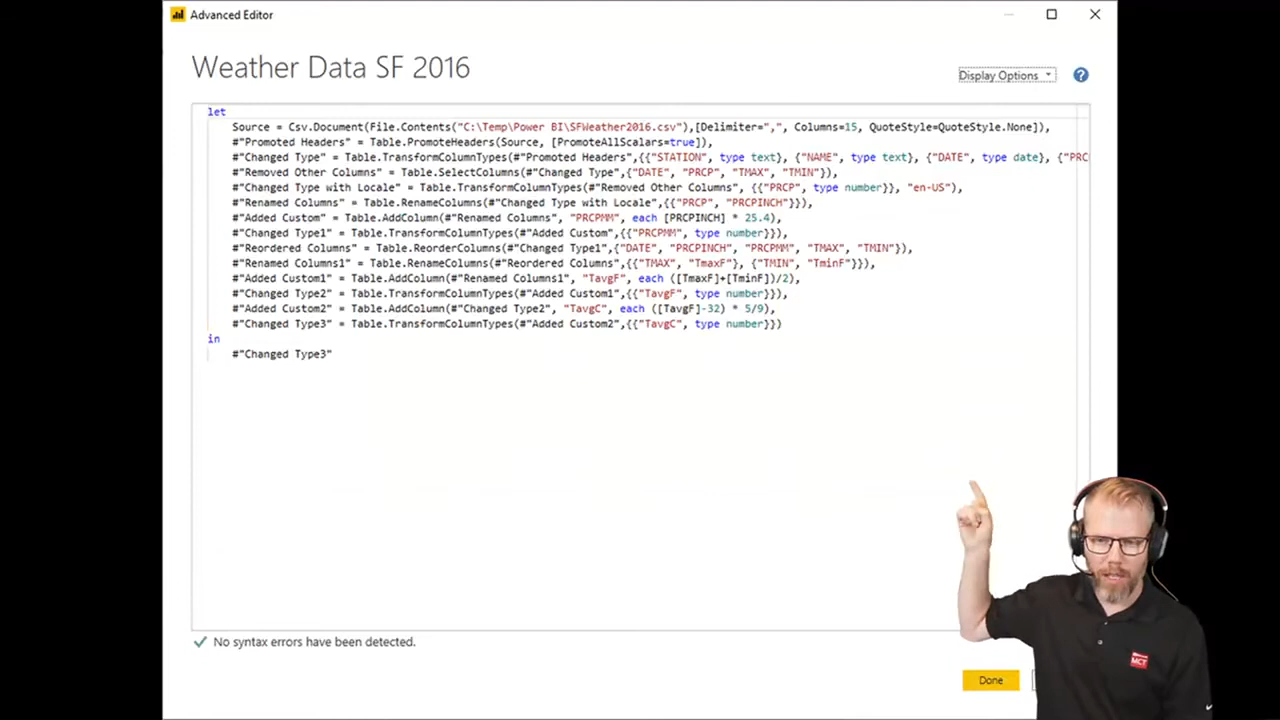 Advanced Editor
Weather Data SF 2016
Display Options
?
let
Source = Csv.Document(File.Contents("C:\Temp\Power BI\SFWeather2016.csv"),[Delimiter=",", Columns=15, QuoteStyle=QuoteStyle.None]),
#"Promoted Headers" = Table.PromoteHeaders(Source, [PromoteAllScalars=true]),
#"Changed Type" = Table.TransformColumnTypes(#"Promoted Headers",{{"STATION", type text}, {"NAME", type text}, {"DATE", type date}, {"PRC
#"Removed Other Columns" = Table.SelectColumns(#"Changed Type",{"DATE", "PRCP", "TMAX", "TMIN"}),
#"Changed Type with Locale" = Table.TransformColumnTypes(#"Removed Other Columns", {{"PRCP", type number}}, "en-US"),
#"Renamed Columns" = Table.RenameColumns(#"Changed Type with Locale",{{"PRCP", "PRCPINCH"}}),
#"Added Custom" = Table.AddColumn(#"Renamed Columns", "PRCPMM", each [PRCPINCH] * 25.4),
#"Changed Type1" = Table.TransformColumnTypes(#"Added Custom",{{"PRCPMM", type number}}),
#"Reordered Columns" = Table.ReorderColumns(#"Changed Type1",{"DATE", "PRCPINCH", "PRCPMM", "TMAX", "TMIN"}),
#"Renamed Columns1" = Table.RenameColumns(#"Reordered Columns",{{"TMAX", "TmaxF"}, {"TMIN", "TminF"}}),
#"Added Custom1" = Table.AddColumn(#"Renamed Columns1", "TavgF", each ([TmaxF]+[TminF])/2),
#"Changed Type2" = Table.TransformColumnTypes(#"Added Custom1",{{"TavgF", type number}}),
#"Added Custom2" = Table.AddColumn(#"Changed Type2", "TavgC", each ([TavgF]-32) * 5/9),
#"Changed Type3" = Table.TransformColumnTypes(#"Added Custom2",{{"TavgC", type number}})
in
#"Changed Type3"
No syntax errors have been detected.
Done
MCT